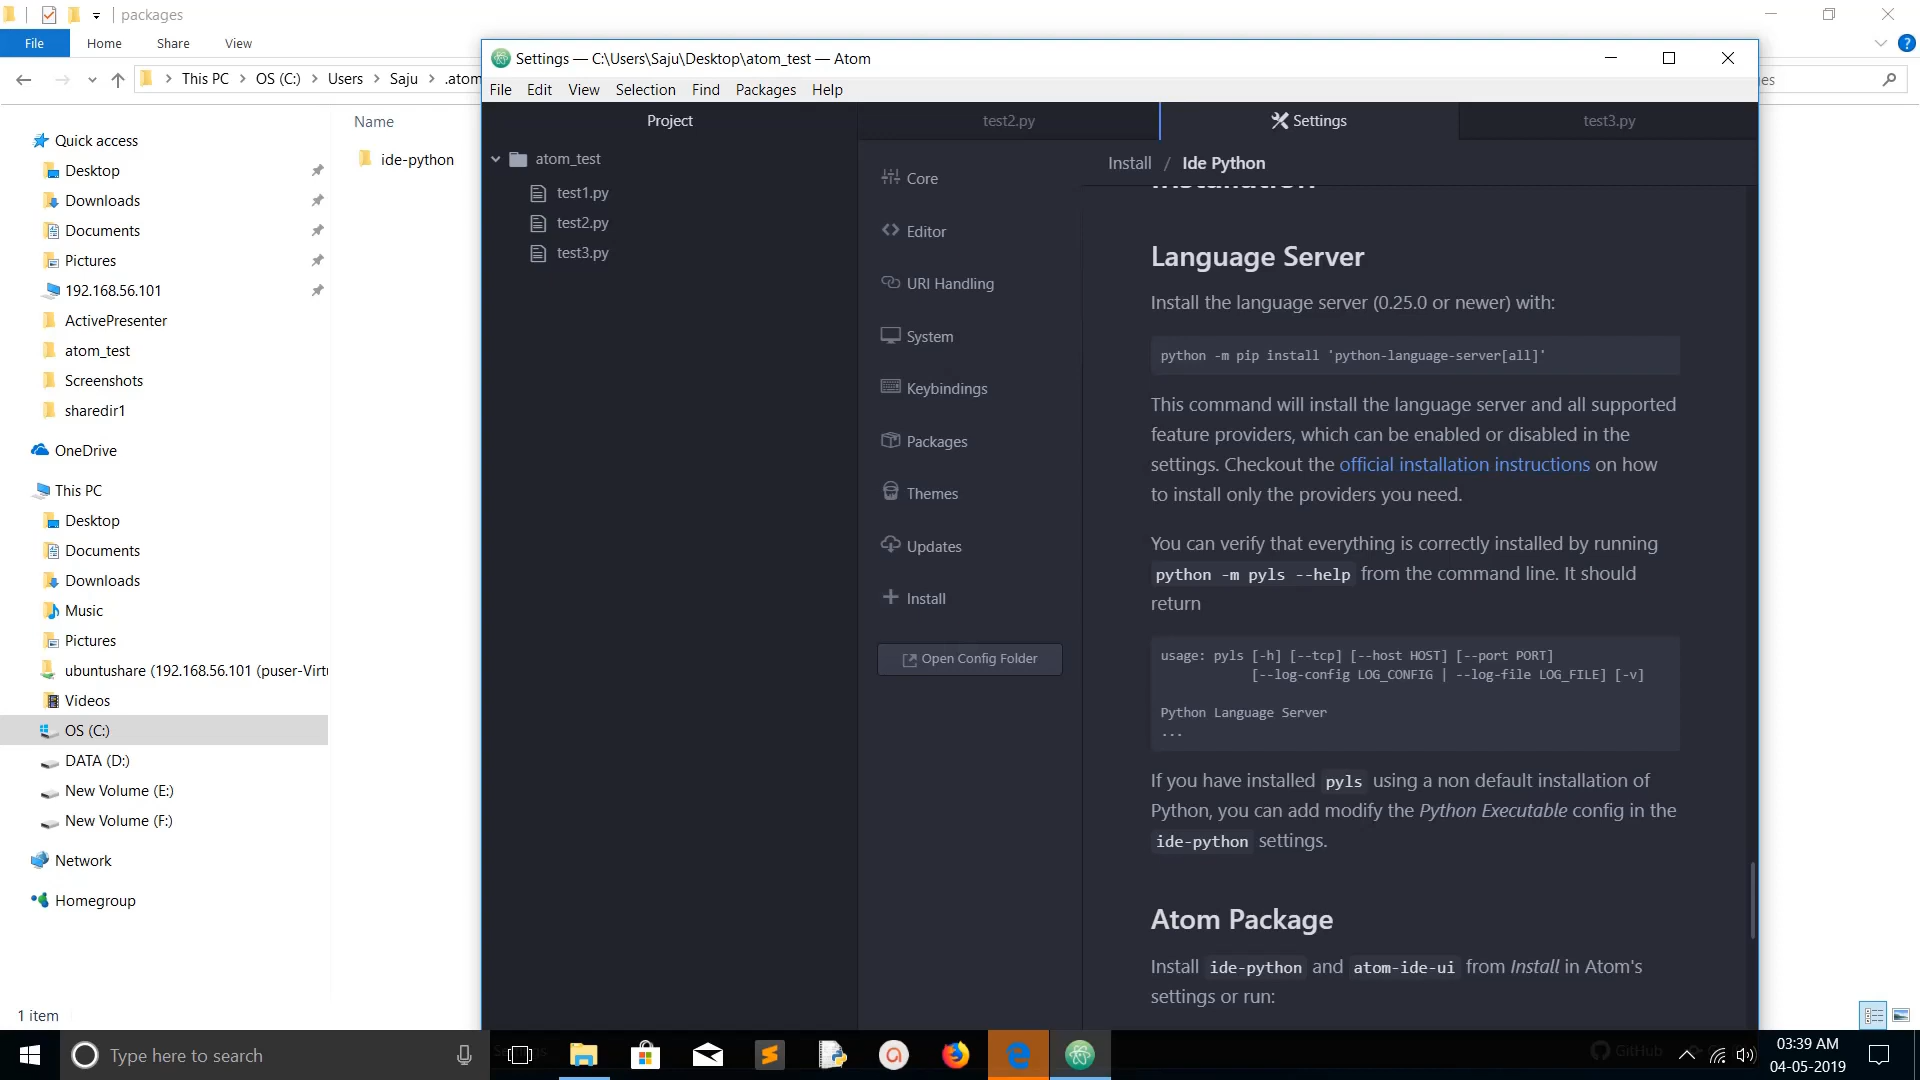 packages
File
Home
Share
View
This PC
OS (C:)
Users
Saju
.atom
Quick access
Desktop
Downloads
Documents
Pictures
192.168.56.101
ActivePresenter
atom_test
Screenshots
sharedir1
OneDrive
This PC
Desktop
Documents
Downloads
Music
Pictures
ubuntushare (192.168.56.101 (puser-Virtu
Videos
OS (C:)
DATA (D:)
New Volume (E:)
New Volume (F:)
Network
Homegroup
1 item
Name
ide-python
Settings — C:\Users\Saju\Desktop\atom_test — Atom
File Edit View Selection Find Packages Help
Project
atom_test
test1.py
test2.py
test3.py
test2.py
Settings
test3.py
Core
Editor
URI Handling
System
Keybindings
Packages
Themes
Updates
Install
Open Config Folder
Install / Ide Python
Installation
Language Server
Install the language server (0.25.0 or newer) with:
python -m pip install 'python-language-server[all]'
This command will install the language server and all supported
feature providers, which can be enabled or disabled in the
settings. Checkout the official installation instructions on how
to install only the providers you need.
You can verify that everything is correctly installed by running
python -m pyls --help from the command line. It should
return
usage: pyls [-h] [--tcp] [--host HOST] [--port PORT]
[--log-config LOG_CONFIG | --log-file LOG_FILE] [-v]
Python Language Server
...
If you have installed pyls using a non default installation of
Python, you can add modify the Python Executable config in the
ide-python settings.
Atom Package
Install ide-python and atom-ide-ui from Install in Atom's
settings or run:
Type here to search
GitHub
03:39 AM
04-05-2019